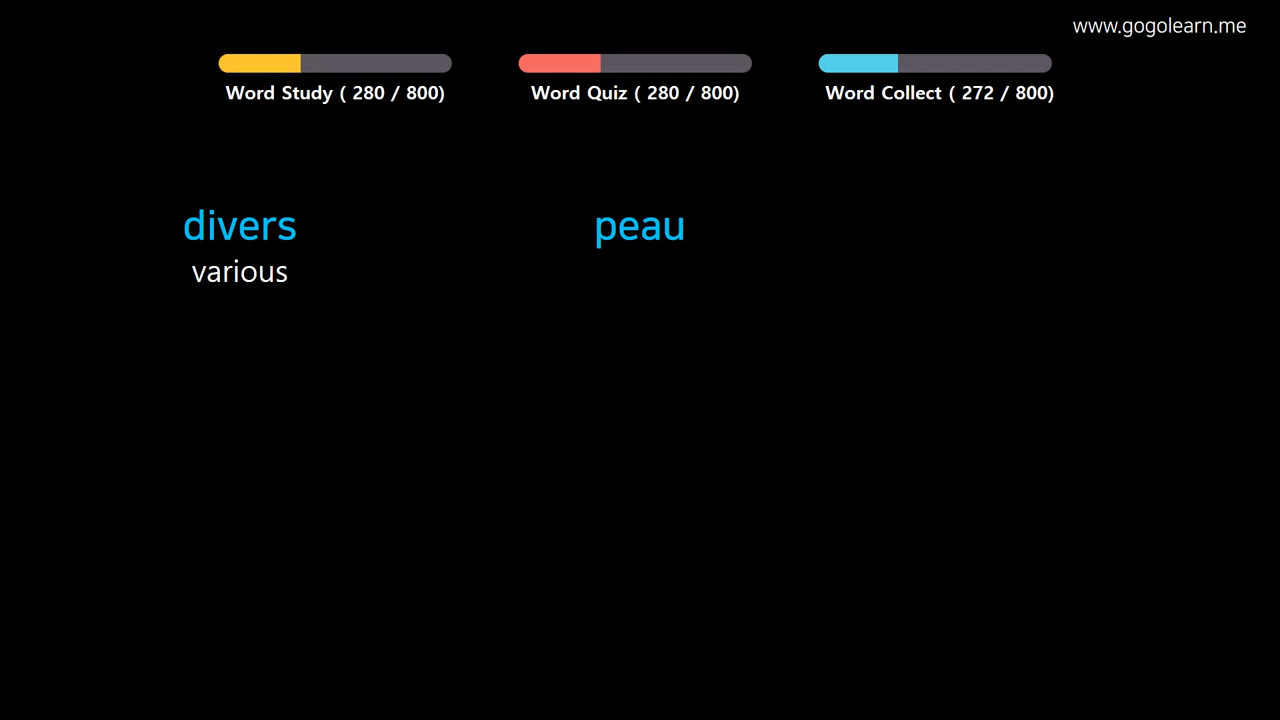 www.gogolearn.me
Word Study ( 280 / 800)
Word Quiz ( 280 / 800)
Word Collect ( 272 / 800)
divers
various
peau